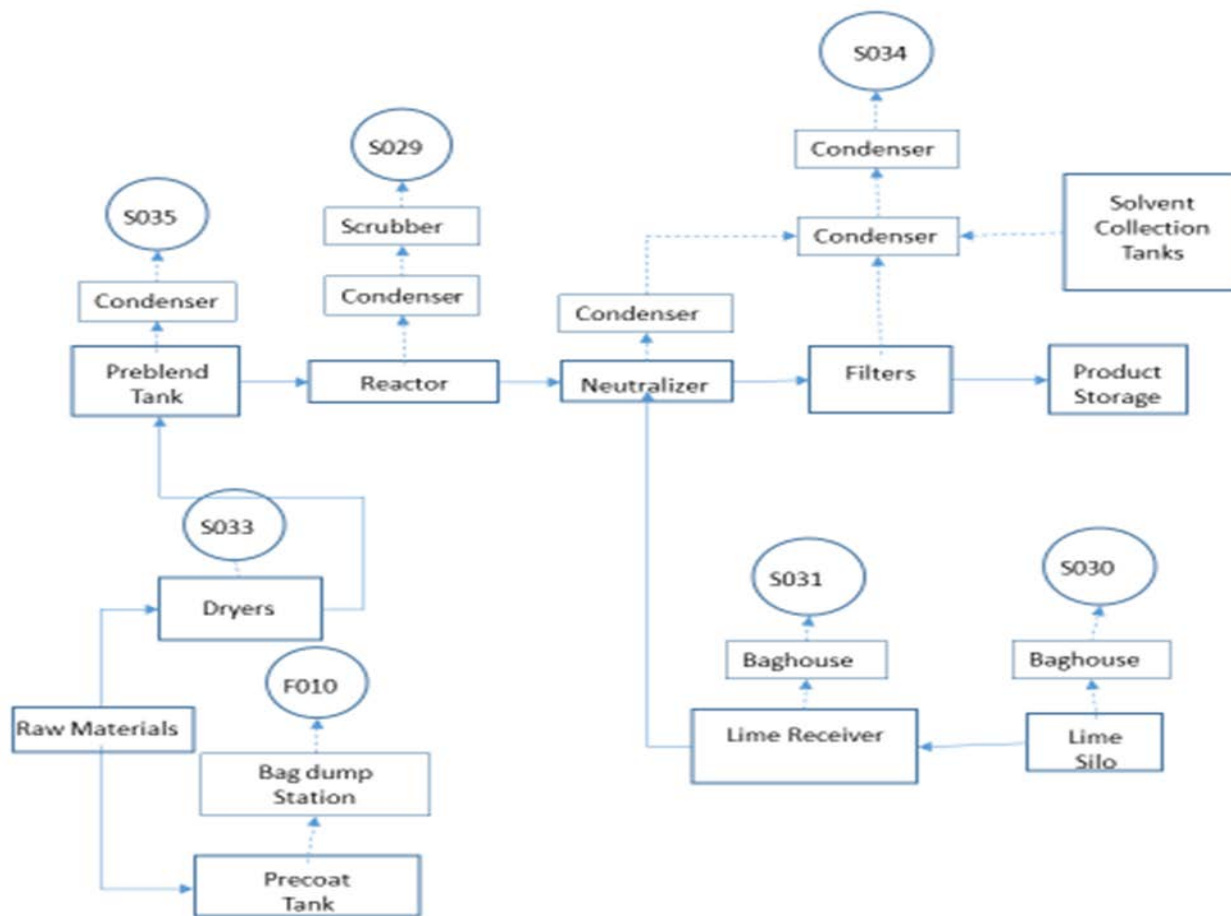 S034
Condenser
S029
S035
Scrubber
Condenser
Solvent
Collection
Tanks
Condenser
Condenser
Condenser
Preblend
Tank
Reactor
Neutralizer
Filters
Product
Storage
S033
Dryers
S031
S030
F010
Baghouse
Baghouse
Raw Materials
Lime Receiver
Lime
Silo
Bag dump
Station
Precoat
Tank